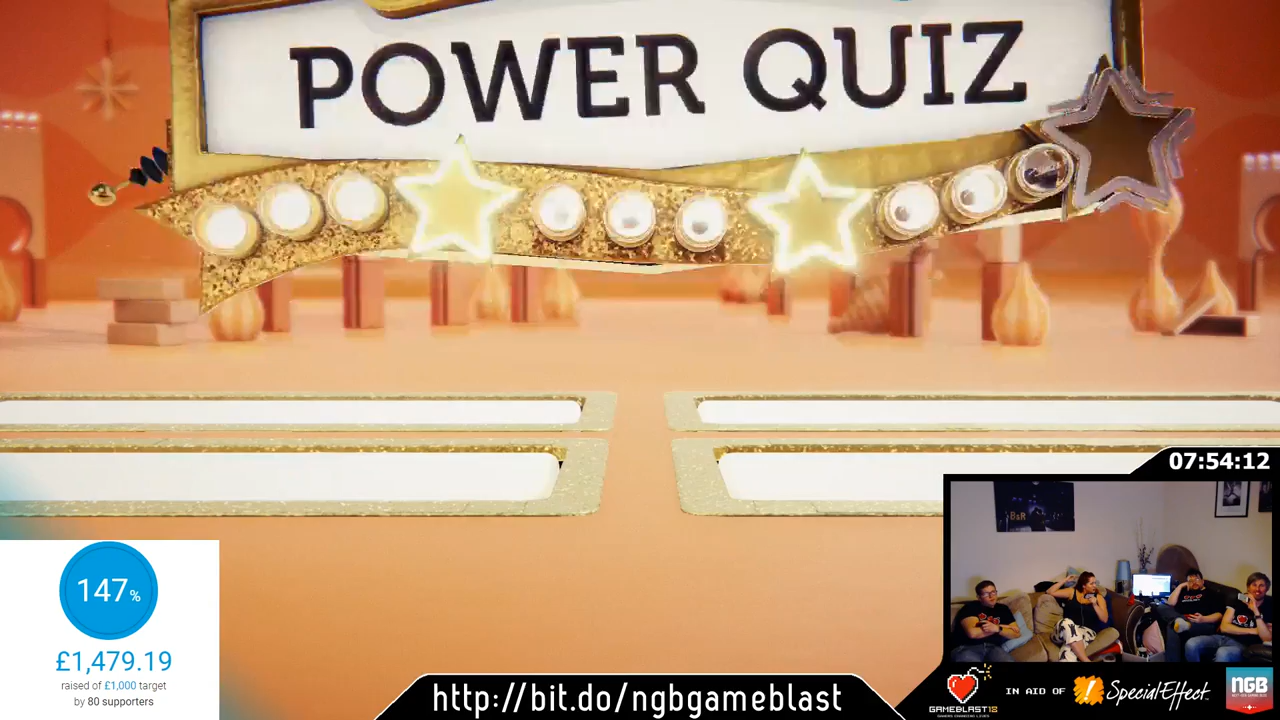 POWER QUIZ
07:54:12
B&R
147%
£1,479.19
raised of £1,000 target
by 80 supporters
http://bit.do/ngbgameblast
GAMEBLAST18
IN AID OF
SpecialEffect
NGB